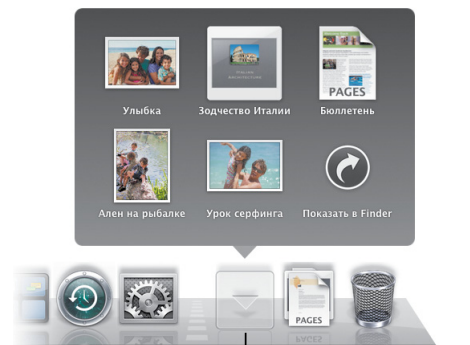 Улыбка
Зодчество Италии
PAGES
Бюллетень
Ален на рыбалке
Урок серфинга
Показать в Finder
PAGES